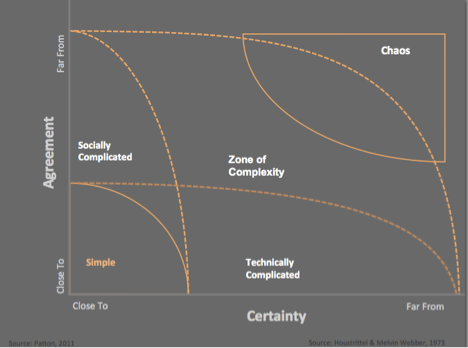 Far From
Chaos
Agreement
Socially
Complicated
Zone of
Complexity
Close To
Simple
Technically
Complicated
Close To
Certainty
Far From
Source: Patton, 2011
Source: Houstrittel & Melvin Webber, 1973